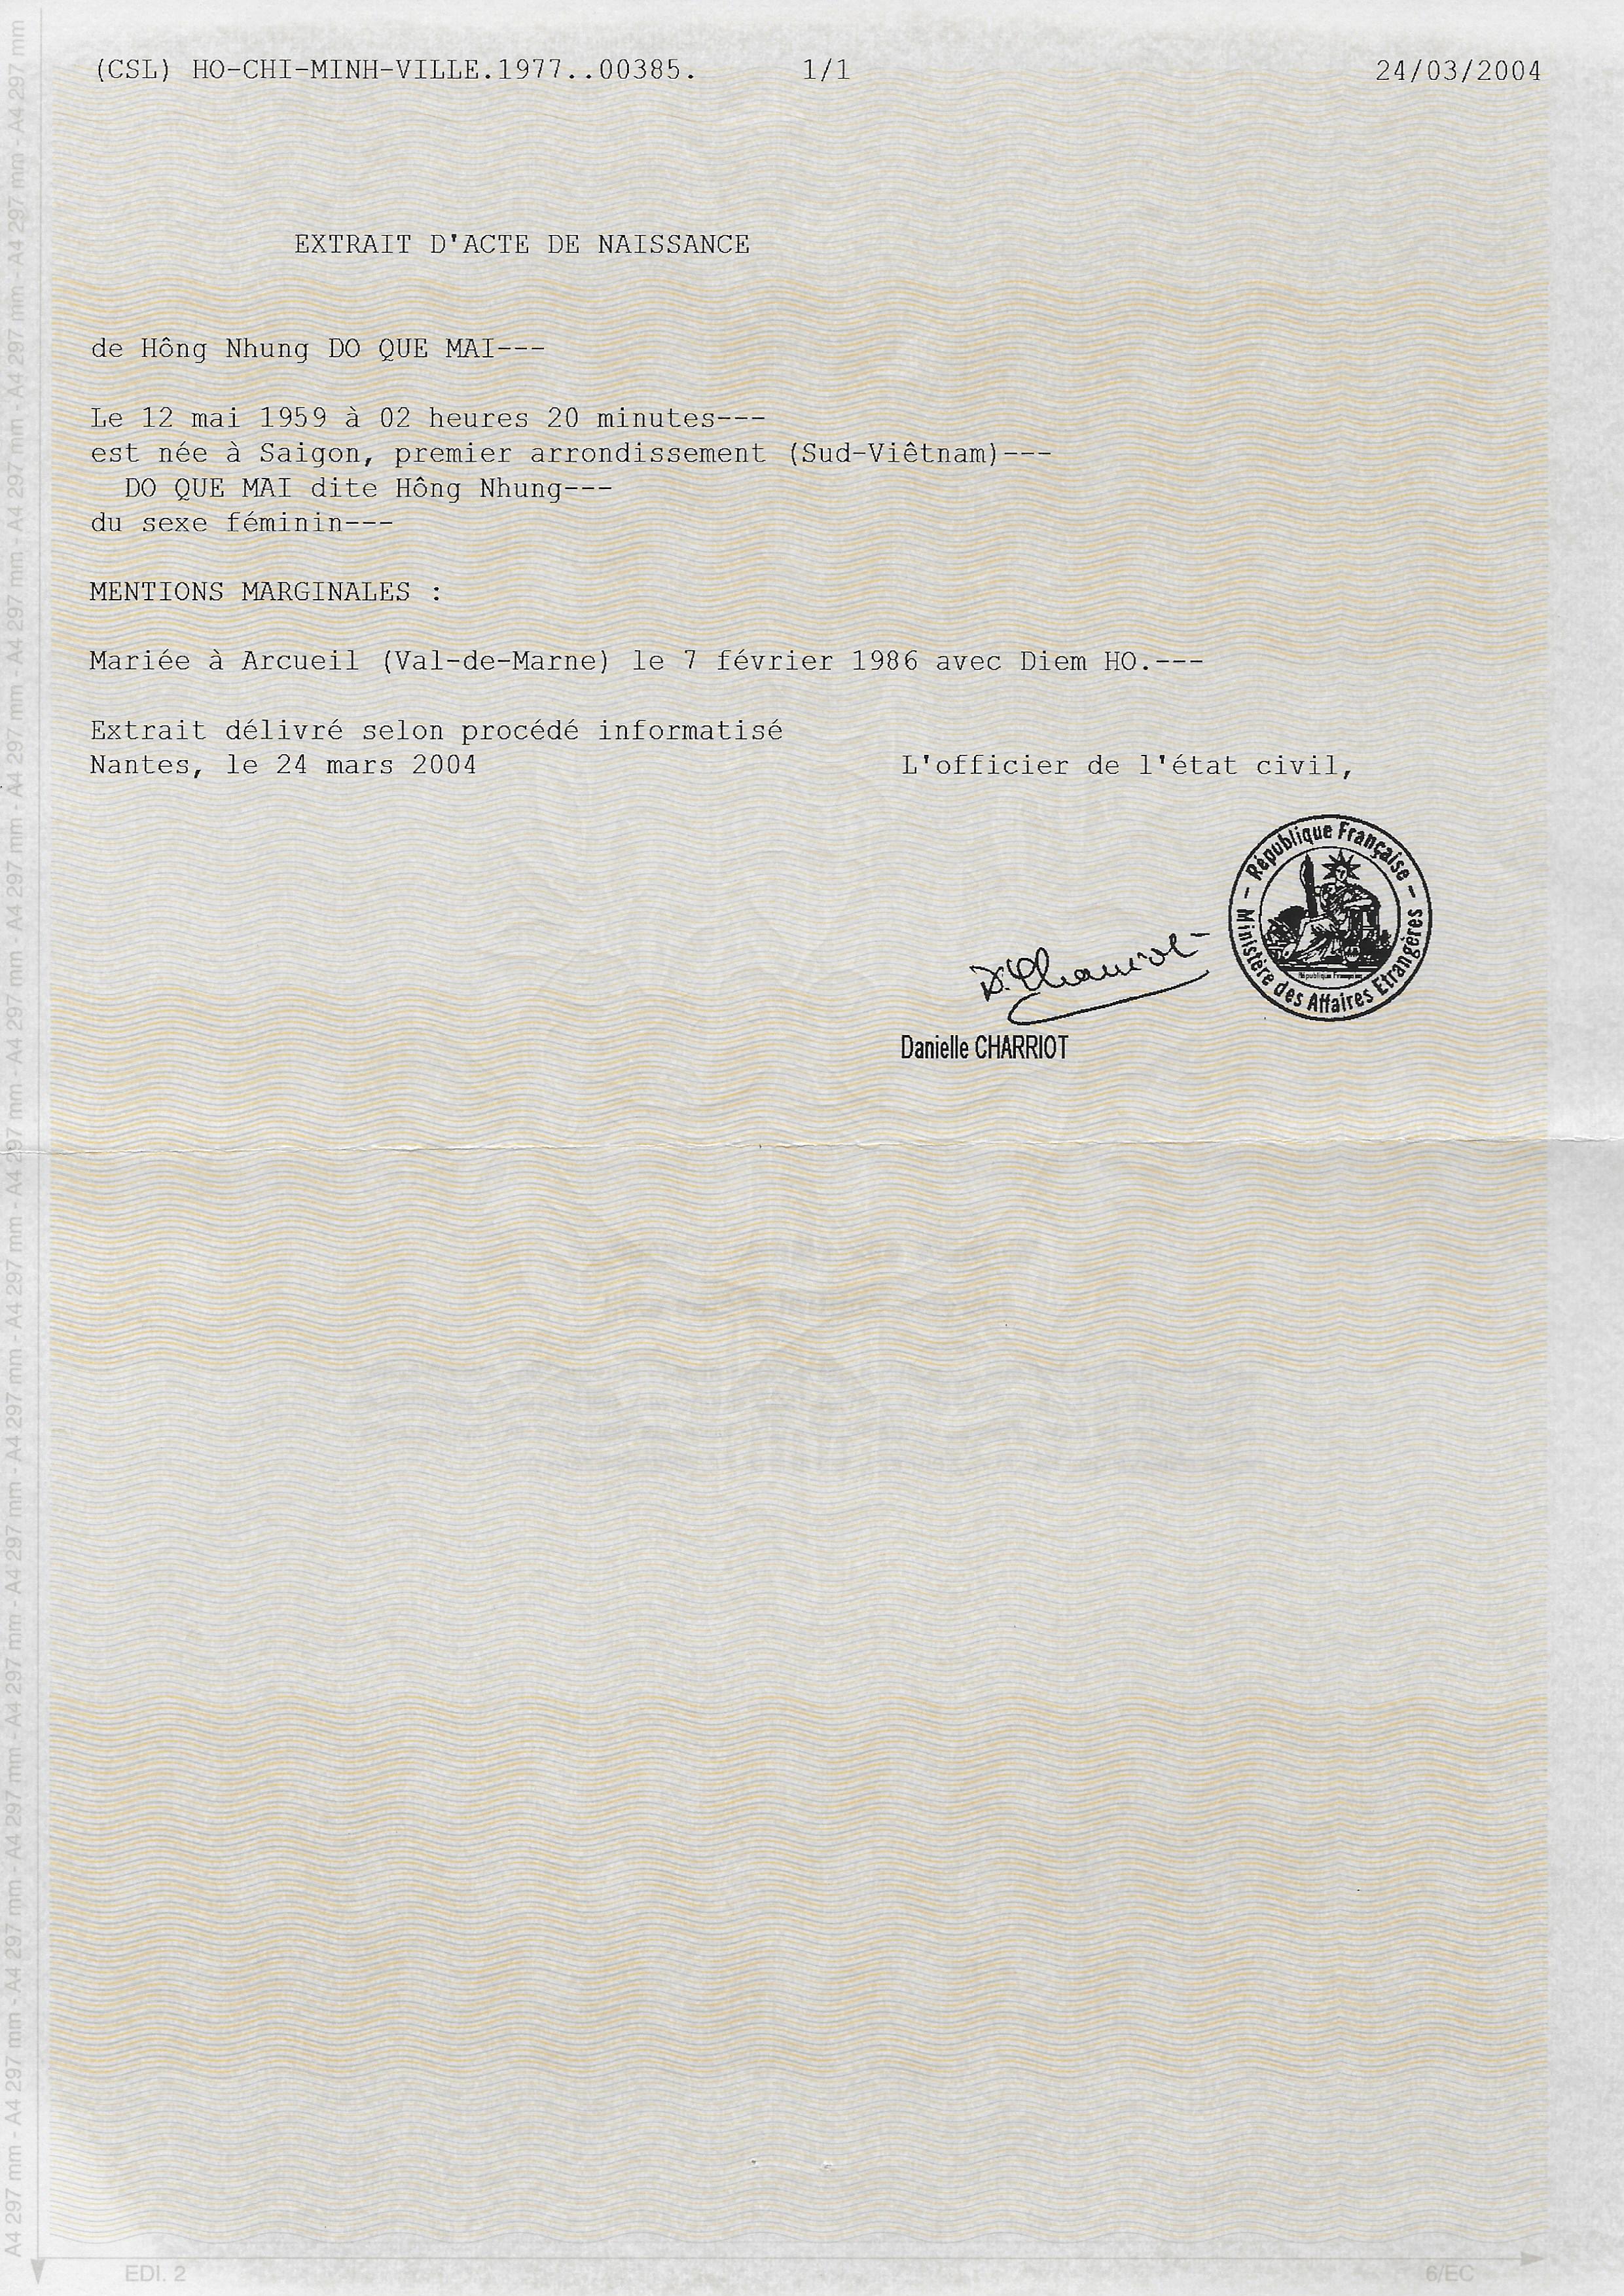 (CSL) HO-CHI-MINH-VILLE.1977..00385. 1/1 24/03/2004
EXTRAIT D'ACTE DE NAISSANCE
de Hông Nhung DO QUE MAI---
Le 12 mai 1959 à 02 heures 20 minutes---
est née à Saigon, premier arrondissement (Sud-Viêtnam)---
DO QUE MAI dite Hông Nhung---
du sexe féminin---
MENTIONS MARGINALES :
Mariée à Arcueil (Val-de-Marne) le 7 février 1986 avec Diem HO.---
Extrait délivré selon procédé informatisé
Nantes, le 24 mars 2004 L'officier de l'état civil,
République Française
Ministère des Affaires Etrangères
République Française
D. Charriot
Danielle CHARRIOT
A4 297 mm - A4 297 mm - A4 297 mm - A4 297 mm - A4 297 mm - A4 297 mm - A4 297 mm - A4 297 mm - A4 297 mm - A4 297 mm - A4 297 mm - A4 297 mm - A4 297 mm - A4 297 mm - A4 297 mm - A4 297 mm
EDI. 2 6/EC